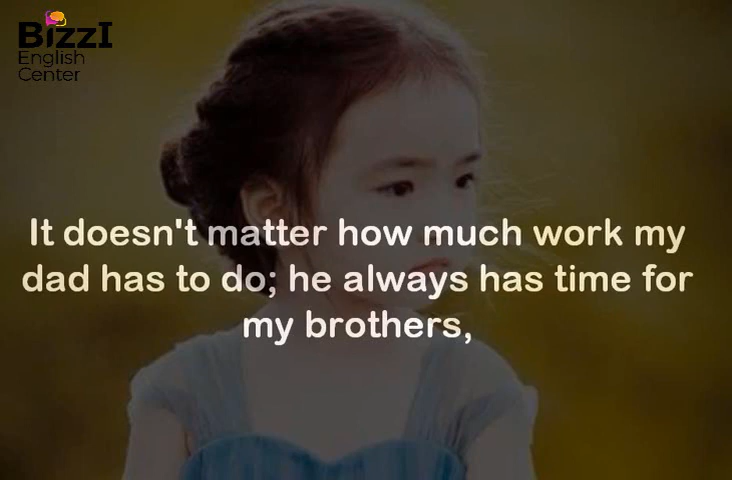 BizzI
English
Center
It doesn't matter how much work my
dad has to do; he always has time for
my brothers,